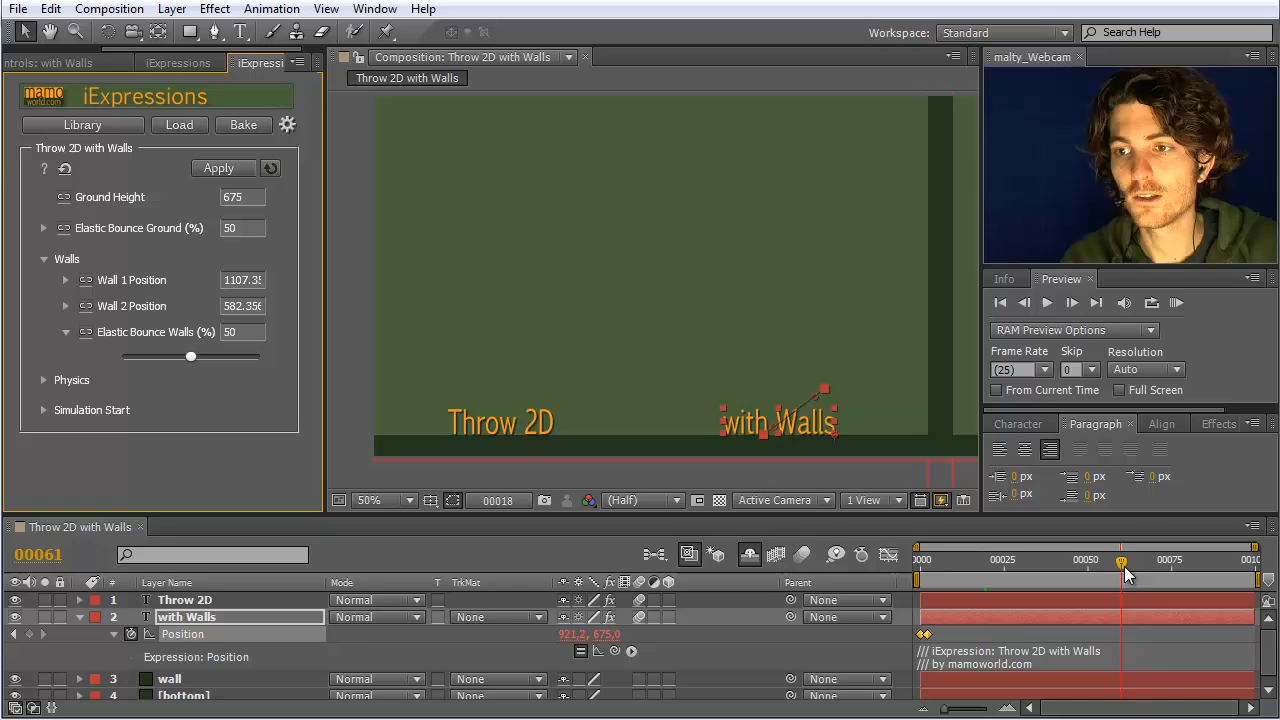 File Edit Composition Layer Effect Animation View Window Help
Workspace: Standard Search Help
ntrols: with Walls iExpressions iExpressi
Composition: Throw 2D with Walls
malty_Webcam
Throw 2D with Walls
mamo world.com iExpressions
Library Load Bake
Throw 2D with Walls
? Apply
Ground Height 675
Elastic Bounce Ground (%) 50
Walls
Wall 1 Position 1107.35
Wall 2 Position 582.356
Elastic Bounce Walls (%) 50
Physics
Simulation Start
Throw 2D with Walls
Info Preview
RAM Preview Options
Frame Rate Skip Resolution
(25) 0 Auto
From Current Time Full Screen
Character Paragraph Align Effects
0 px 0 px 0 px
0 px 0 px
50% 00018 (Half) Active Camera 1 View
Throw 2D with Walls
00061
0000 00025 00050 00075 0010
# Layer Name Mode T TrkMat Parent
1 T Throw 2D Normal None
2 T with Walls Normal None None
Position 921,2, 675,0
Expression: Position
/// iExpression: Throw 2D with Walls
/// by mamoworld.com
3 wall Normal None None
4 [bottom] Normal None None